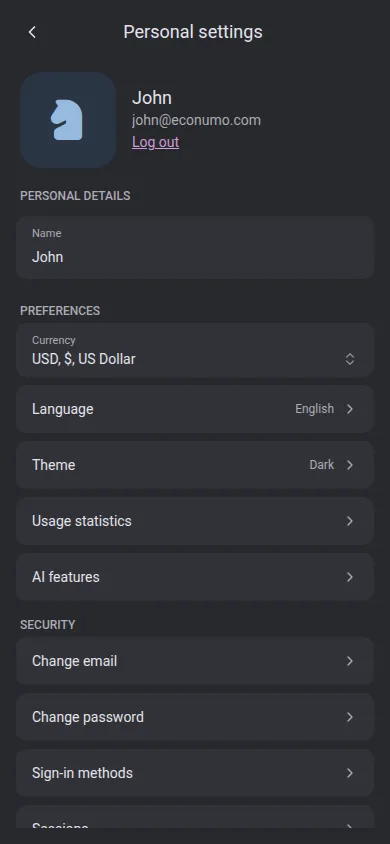 Personal settings
John
john@econumo.com
Log out
PERSONAL DETAILS
Name
John
PREFERENCES
Currency
USD, $, US Dollar
Language English
Theme Dark
Usage statistics
AI features
SECURITY
Change email
Change password
Sign-in methods
Sessions